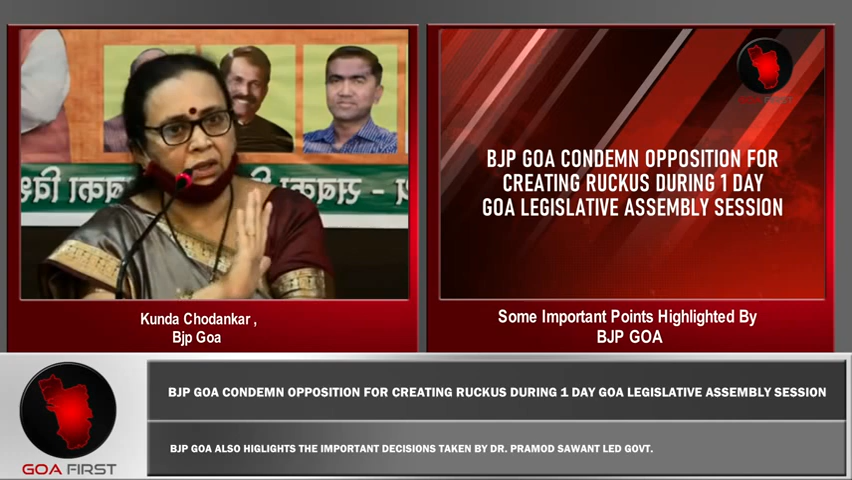 GOA FIRST
BJP GOA CONDEMN OPPOSITION FOR
CREATING RUCKUS DURING 1 DAY
GOA LEGISLATIVE ASSEMBLY SESSION
Kunda Chodankar ,
Bjp Goa
Some Important Points Highlighted By
BJP GOA
BJP GOA CONDEMN OPPOSITION FOR CREATING RUCKUS DURING 1 DAY GOA LEGISLATIVE ASSEMBLY SESSION
BJP GOA ALSO HIGLIGHTS THE IMPORTANT DECISIONS TAKEN BY DR. PRAMOD SAWANT LED GOVT.
GOA FIRST